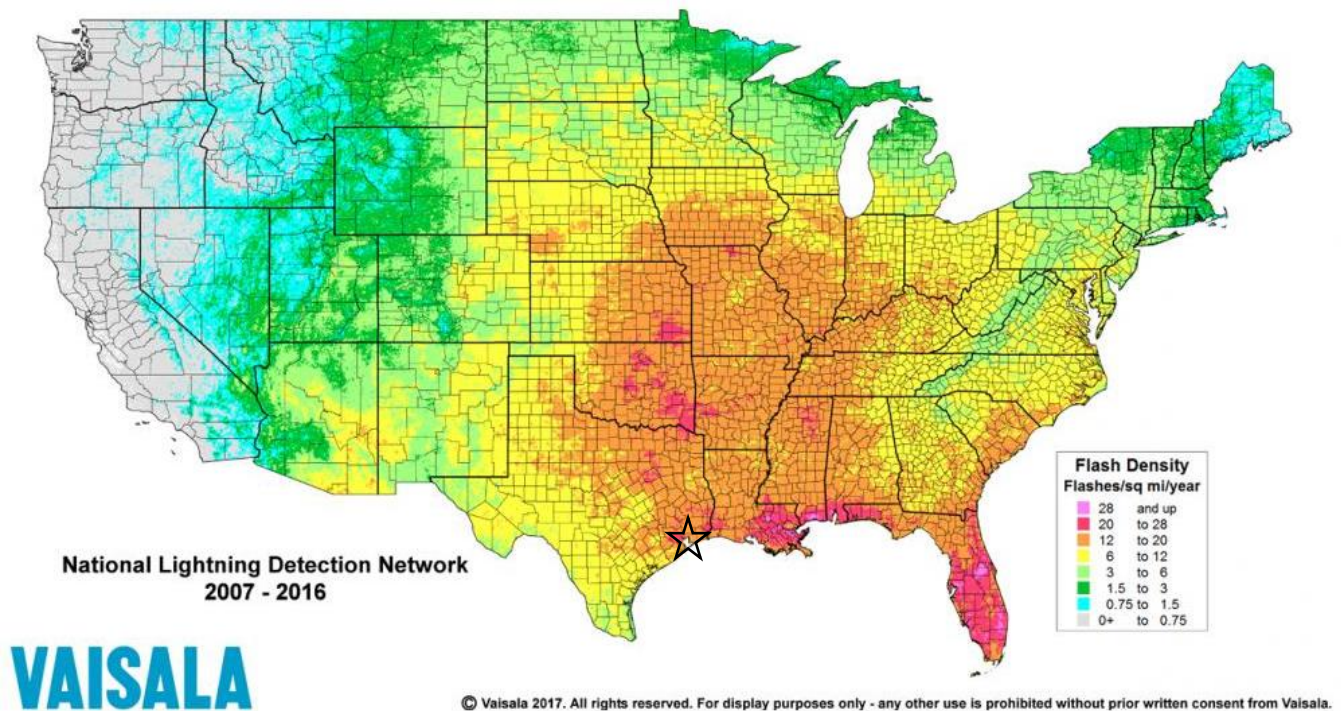 Flash Density
Flashes/sq mi/year
28 and up
20 to 28
12 to 20
6 to 12
3 to 6
1.5 to 3
0.75 to 1.5
0+ to 0.75
National Lightning Detection Network
2007 - 2016
VAISALA
© Vaisala 2017. All rights reserved. For display purposes only - any other use is prohibited without prior written consent from Vaisala.